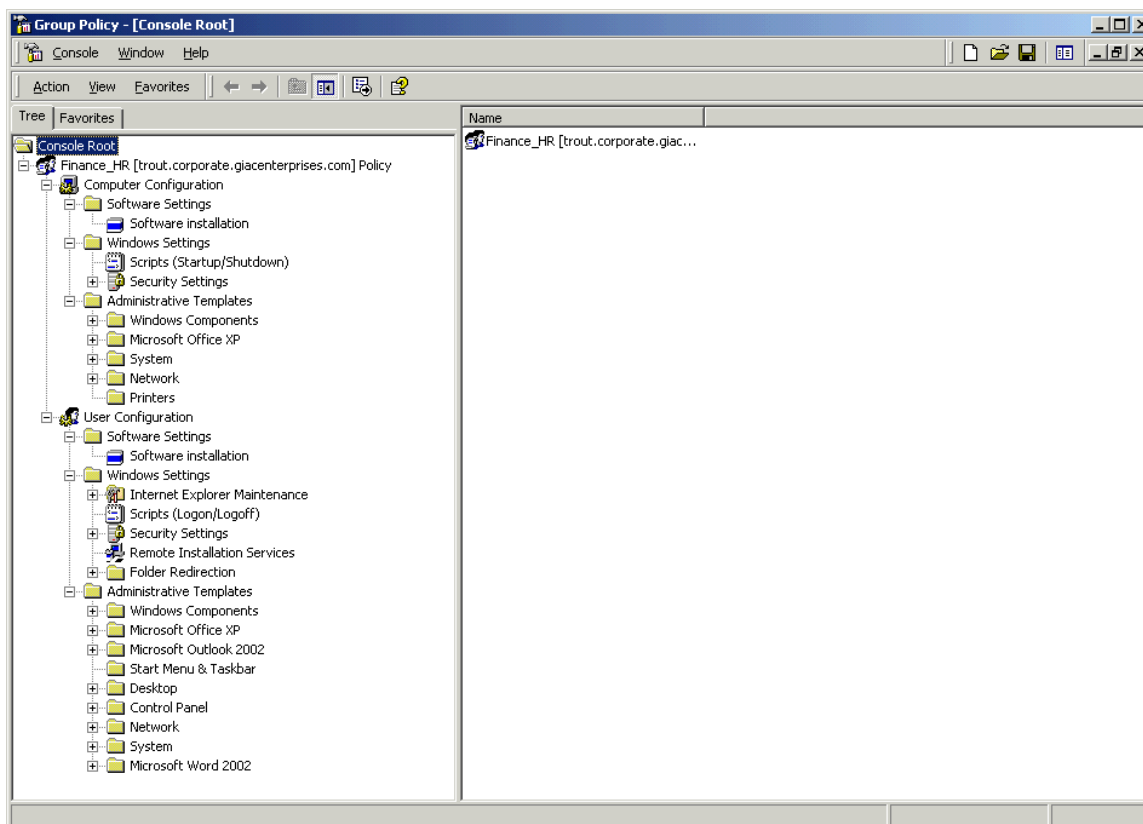 Group Policy - [Console Root]
Console Window Help
Action View Favorites
Tree Favorites
Name
Console Root
Finance_HR [trout.corporate.giacenterprises.com] Policy
Computer Configuration
Software Settings
Software installation
Windows Settings
Scripts (Startup/Shutdown)
Security Settings
Administrative Templates
Windows Components
Microsoft Office XP
System
Network
Printers
User Configuration
Software Settings
Software installation
Windows Settings
Internet Explorer Maintenance
Scripts (Logon/Logoff)
Security Settings
Remote Installation Services
Folder Redirection
Administrative Templates
Windows Components
Microsoft Office XP
Microsoft Outlook 2002
Start Menu & Taskbar
Desktop
Control Panel
Network
System
Microsoft Word 2002
Finance_HR [trout.corporate.giac...